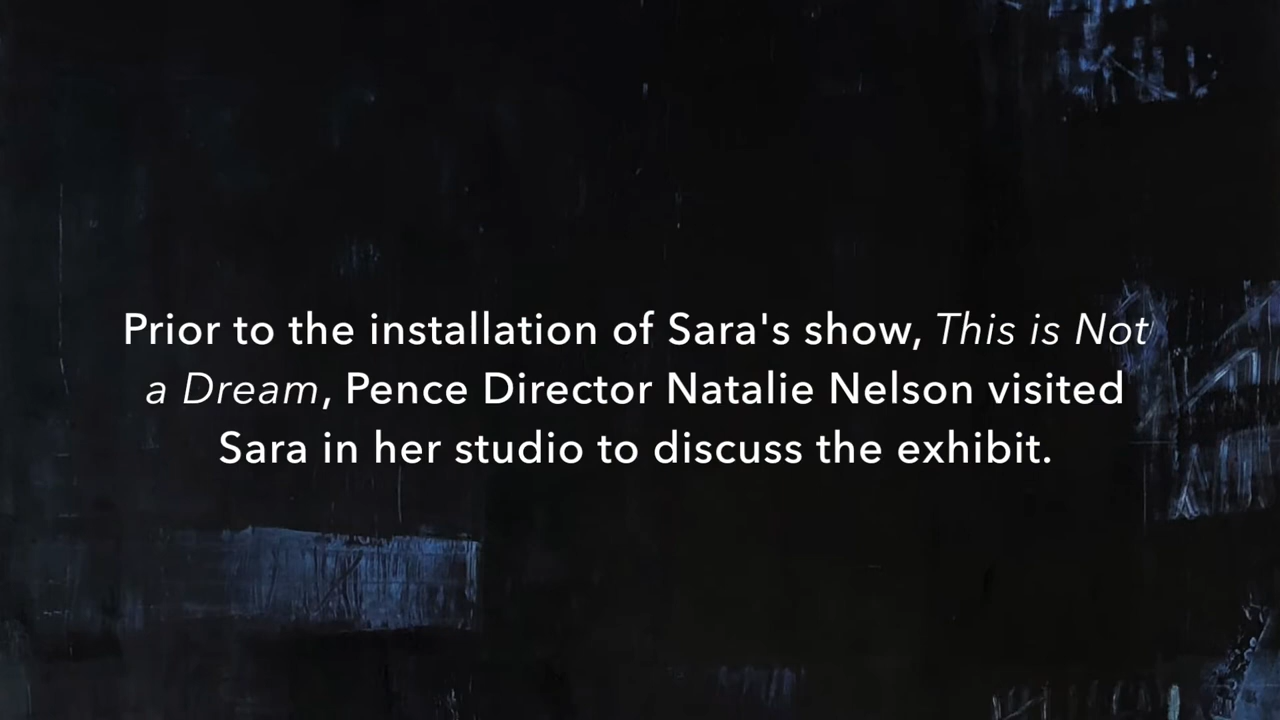 Prior to the installation of Sara's show, This is Not
a Dream, Pence Director Natalie Nelson visited
Sara in her studio to discuss the exhibit.